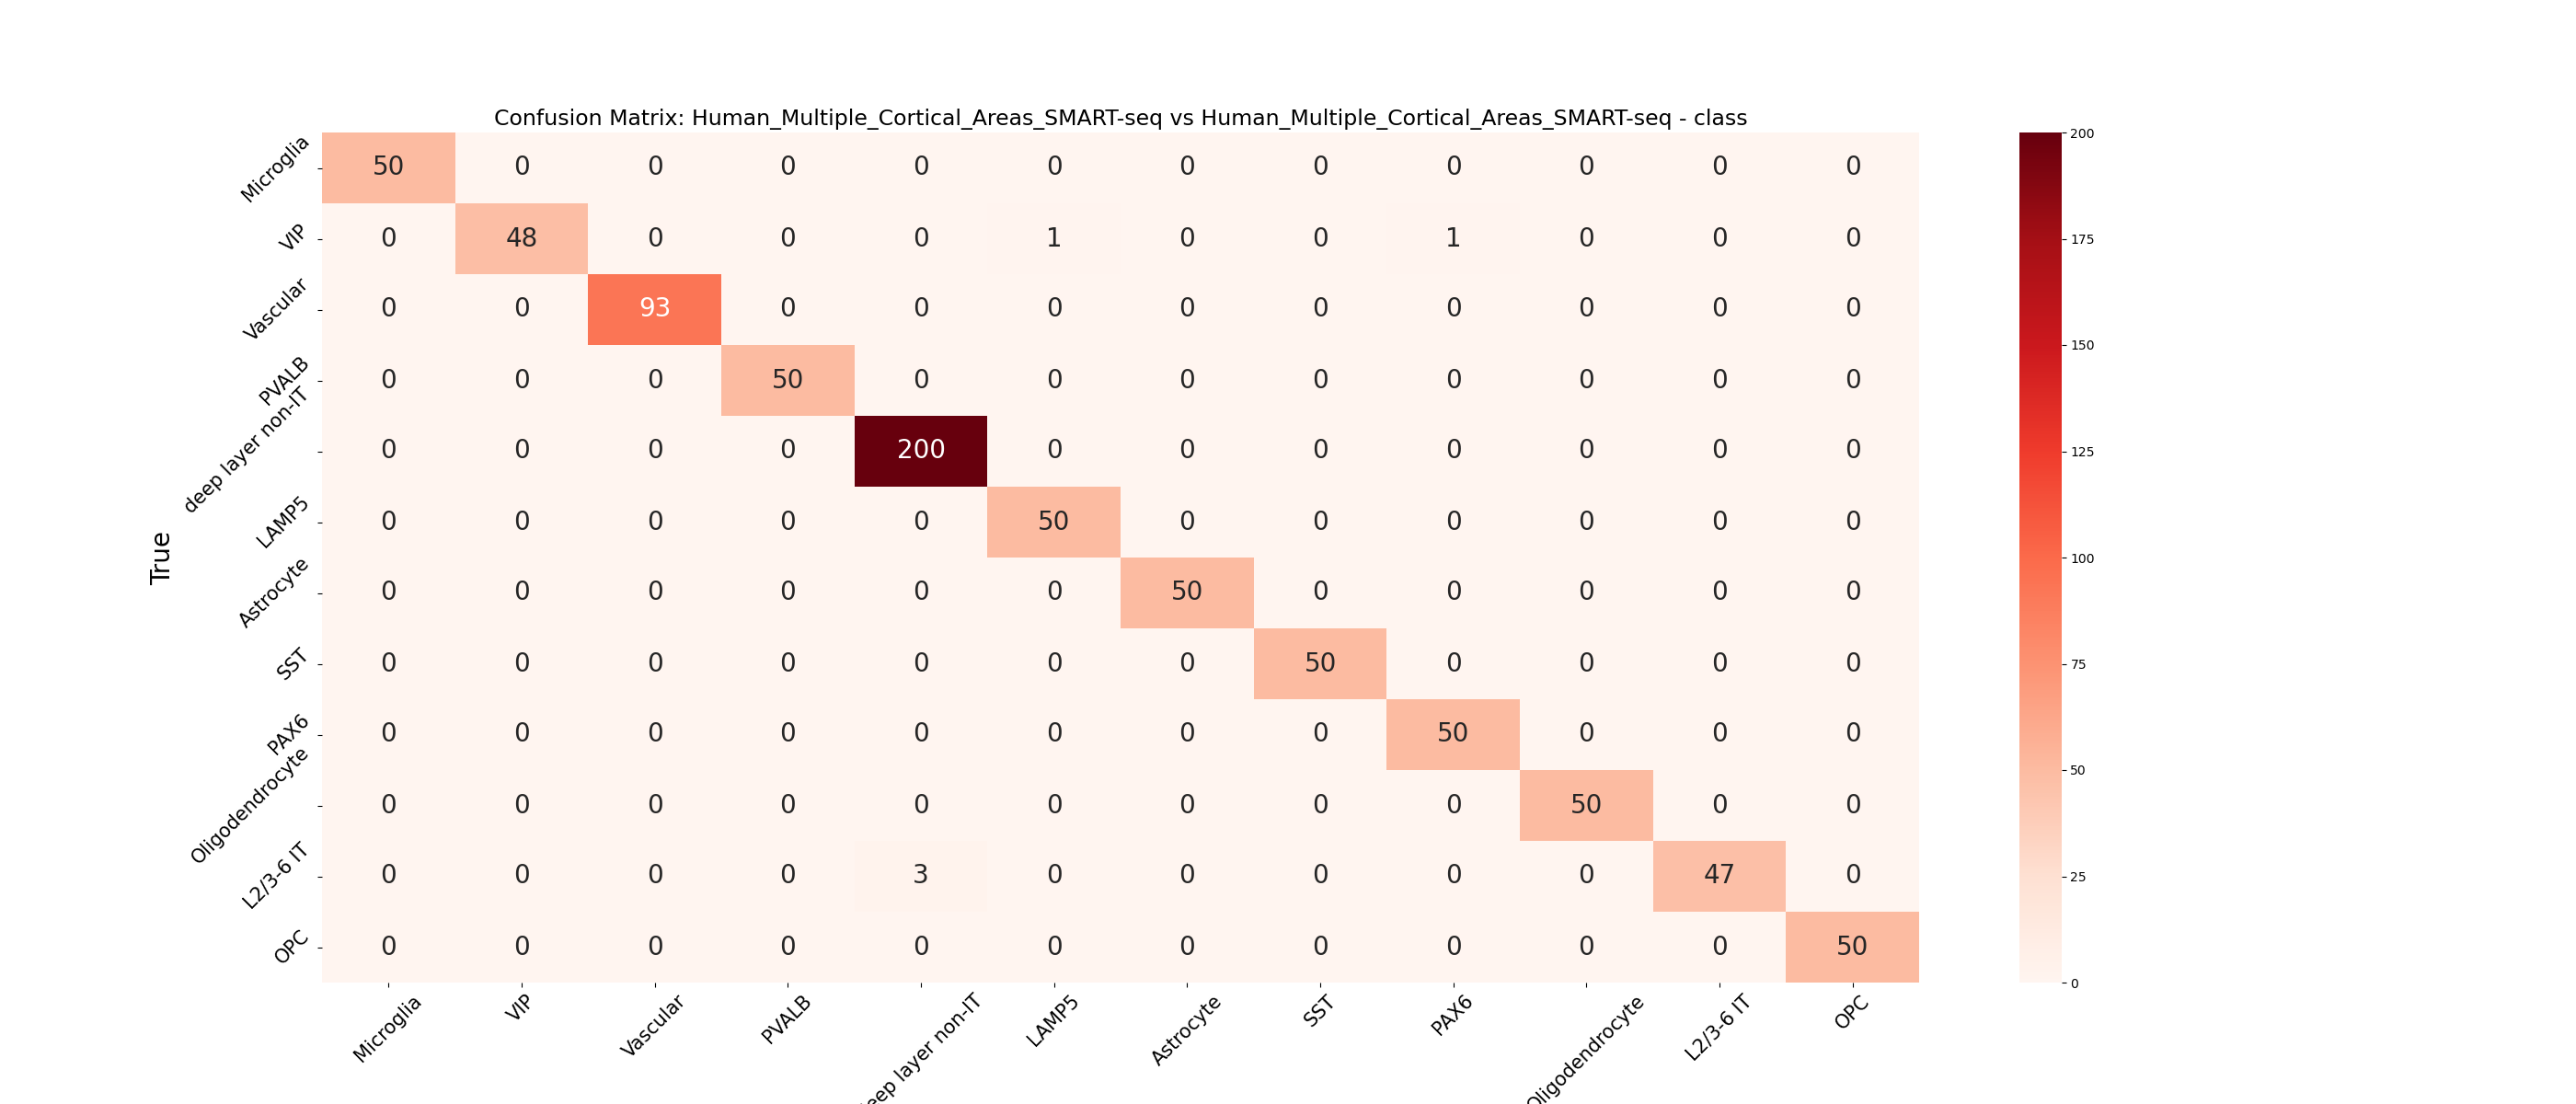 Confusion Matrix: Human_Multiple_Cortical_Areas_SMART-seq vs Human_Multiple_Cortical_Areas_SMART-seq - class
True
Microglia 50 0 0 0 0 0 0 0 0 0 0 0
VIP 0 48 0 0 0 1 0 0 1 0 0 0
Vascular 0 0 93 0 0 0 0 0 0 0 0 0
PVALB 0 0 0 50 0 0 0 0 0 0 0 0
deep layer non-IT 0 0 0 0 200 0 0 0 0 0 0 0
LAMP5 0 0 0 0 0 50 0 0 0 0 0 0
Astrocyte 0 0 0 0 0 0 50 0 0 0 0 0
SST 0 0 0 0 0 0 0 50 0 0 0 0
PAX6 0 0 0 0 0 0 0 0 50 0 0 0
Oligodendrocyte 0 0 0 0 0 0 0 0 0 50 0 0
L2/3-6 IT 0 0 0 0 3 0 0 0 0 0 47 0
OPC 0 0 0 0 0 0 0 0 0 0 0 50
Microglia VIP Vascular PVALB eep layer non-IT LAMP5 Astrocyte SST PAX6 Oligodendrocyte L2/3-6 IT OPC
200
175
150
125
100
75
50
25
0